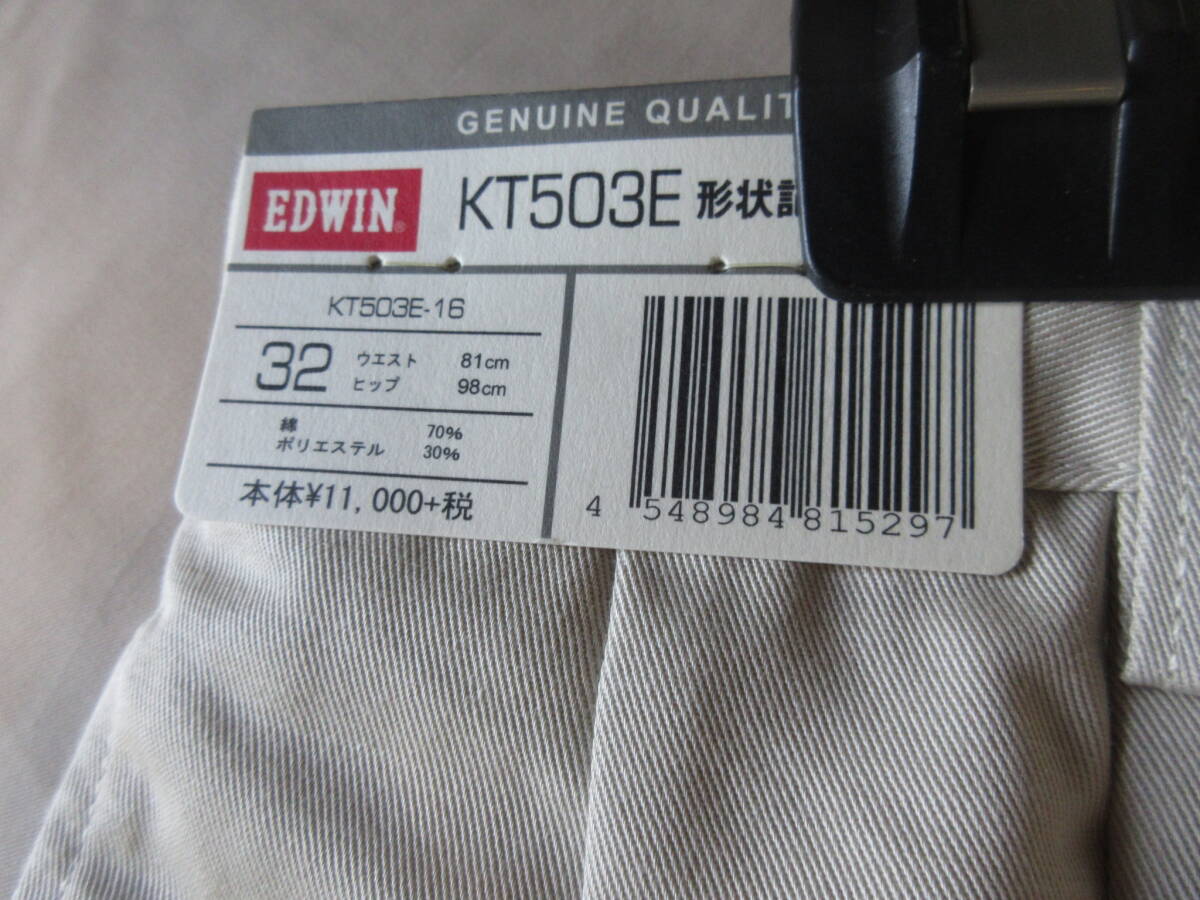 GENUINE QUALIT
EDWIN®
KT503E 形状記
KT503E-16
32 ウエスト 81cm
ヒップ 98cm
綿 70%
ポリエステル 30%
本体¥11,000+税
4 548984 815297